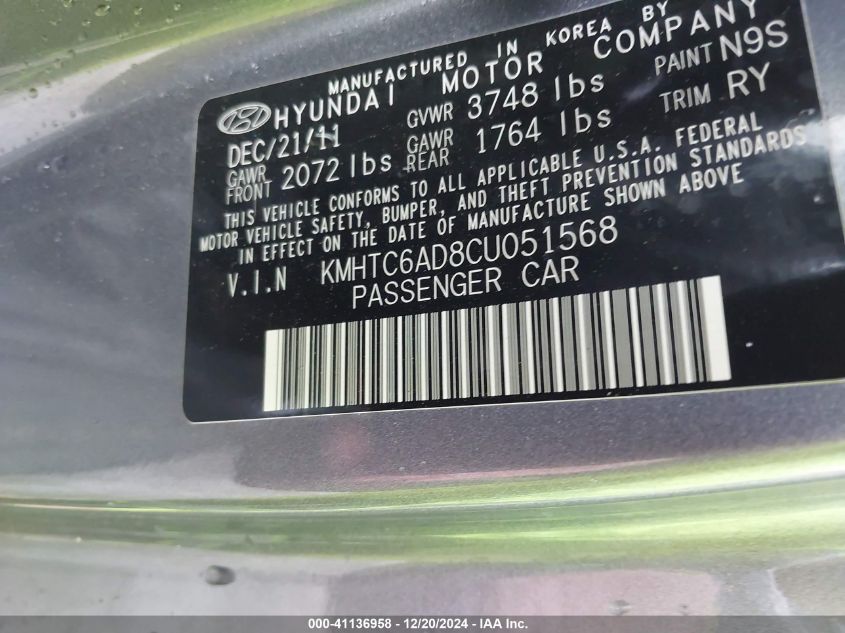 MANUFACTURED IN KOREA BY
HYUNDAI MOTOR COMPANY
DEC/21/11 GVWR 3748 lbs PAINT N9S
GAWR FRONT 2072 lbs GAWR REAR 1764 lbs TRIM RY
THIS VEHICLE CONFORMS TO ALL APPLICABLE U.S.A. FEDERAL
MOTOR VEHICLE SAFETY, BUMPER, AND THEFT PREVENTION STANDARDS
IN EFFECT ON THE DATE OF MANUFACTURE SHOWN ABOVE
V.I.N KMHTC6AD8CU051568
PASSENGER CAR
000-41136958 - 12/20/2024 - IAA Inc.